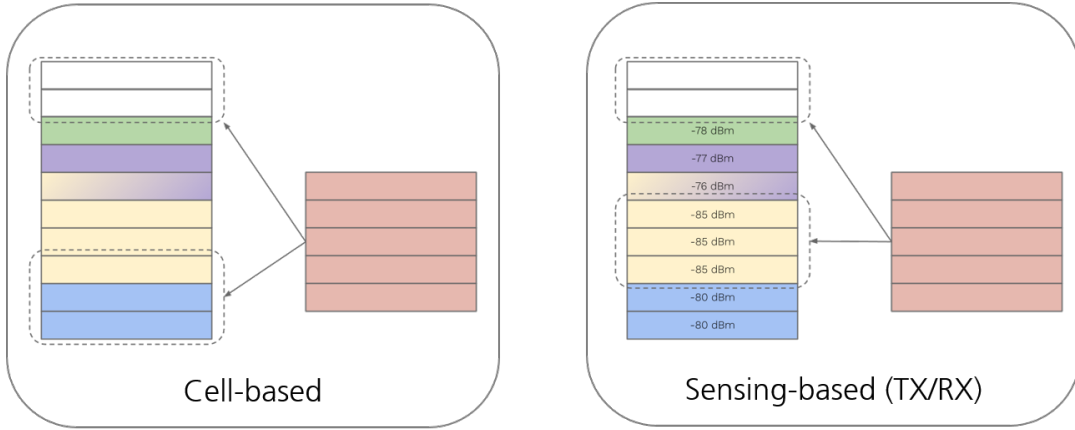 -78 dBm
-77 dBm
-76 dBm
-85 dBm
-85 dBm
-85 dBm
-80 dBm
-80 dBm
Cell-based
Sensing-based (TX/RX)